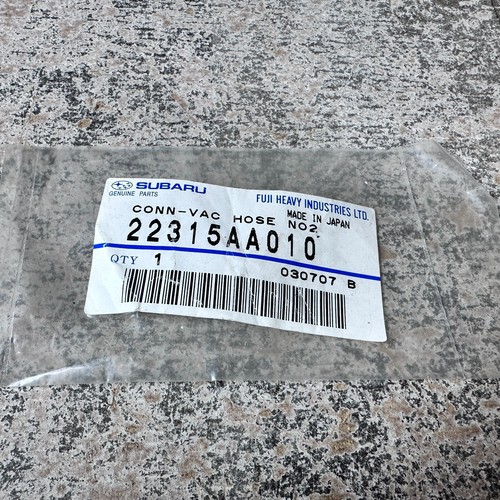 SUBARU
GENUINE PARTS
FUJI HEAVY INDUSTRIES LTD.
MADE IN JAPAN
CONN-VAC HOSE NO2
22315AA010
QTY 1
030707 B